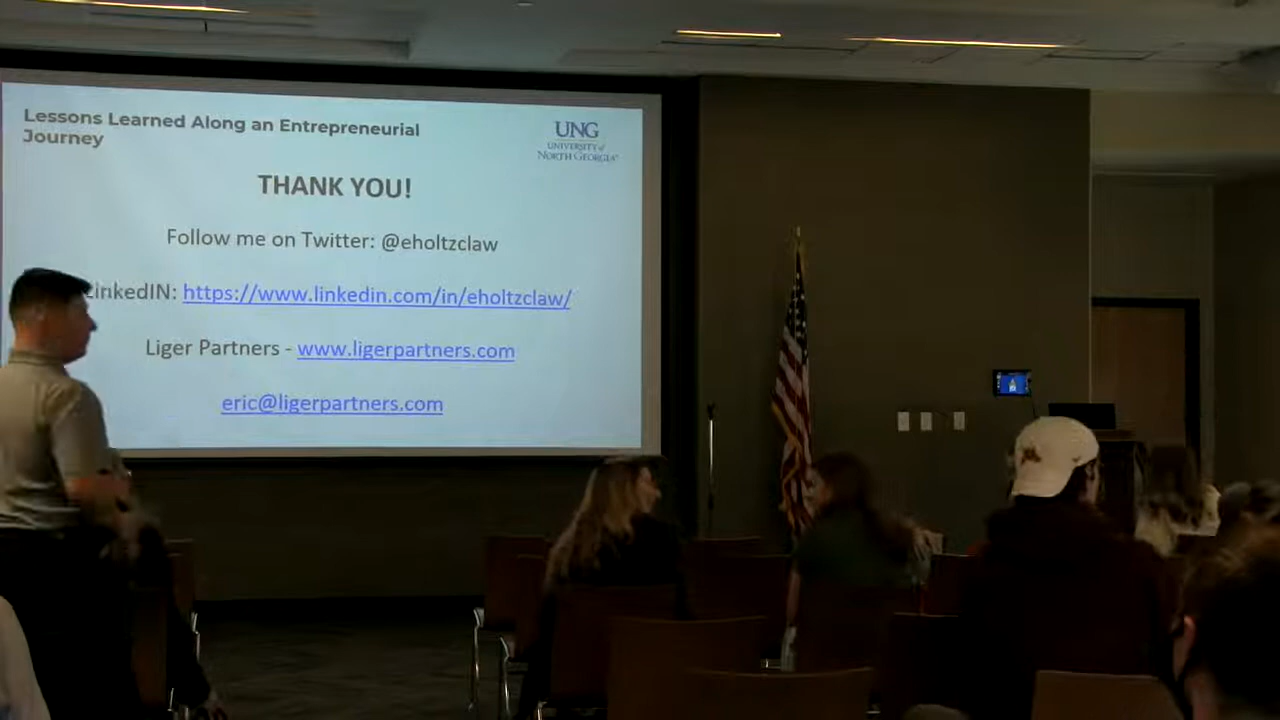 Lessons Learned Along an Entrepreneurial
Journey
UNG
UNIVERSITY of
NORTH GEORGIA®
THANK YOU!
Follow me on Twitter: @eholtzclaw
LinkedIN: https://www.linkedin.com/in/eholtzclaw/
Liger Partners - www.ligerpartners.com
eric@ligerpartners.com